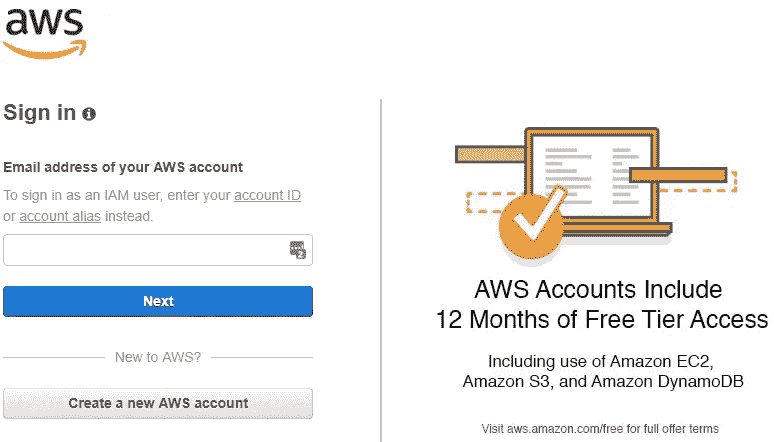 aws
Sign in
Email address of your AWS account
To sign in as an IAM user, enter your account ID
or account alias instead.
Next
New to AWS?
Create a new AWS account
AWS Accounts Include
12 Months of Free Tier Access
Including use of Amazon EC2,
Amazon S3, and Amazon DynamoDB
Visit aws.amazon.com/free for full offer terms